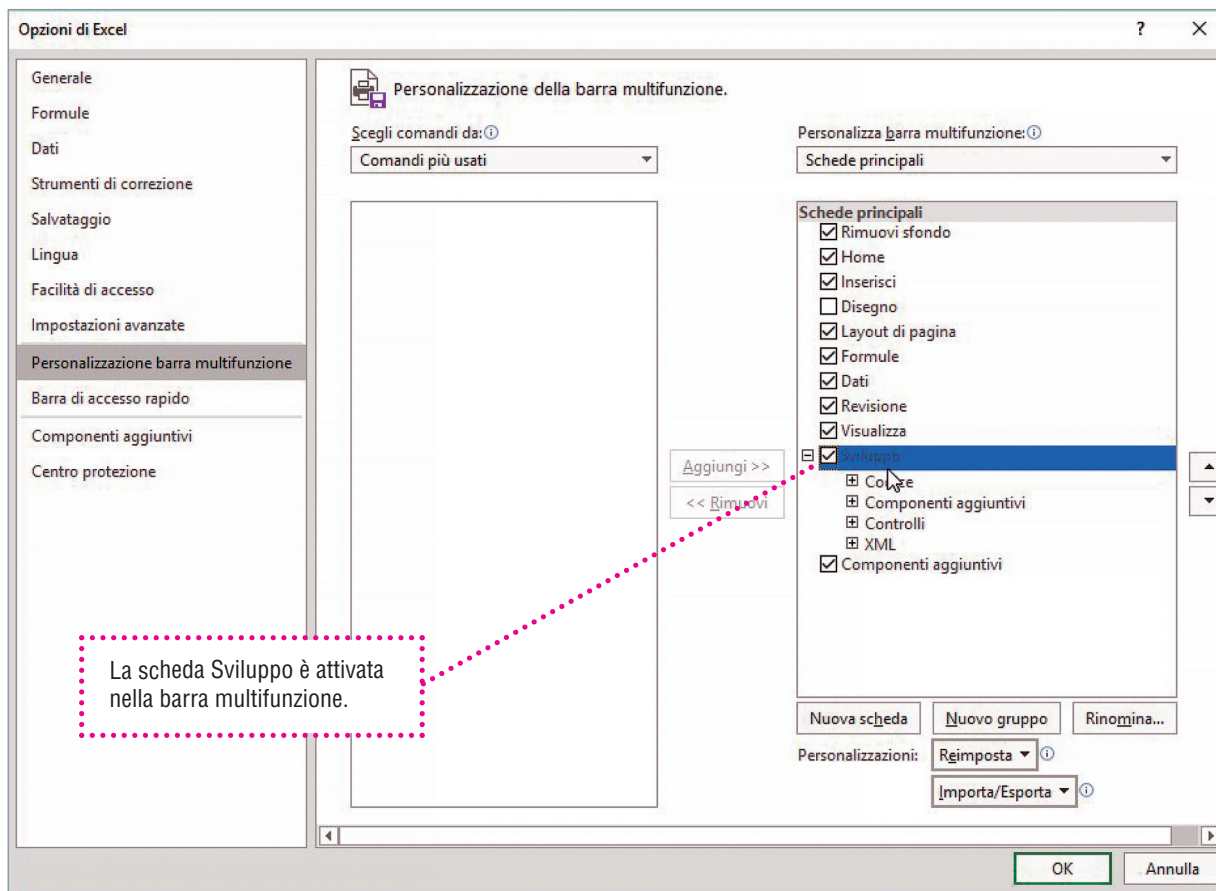 Opzioni di Excel
?
Generale
Formule
Dati
Strumenti di correzione
Salvataggio
Lingua
Facilità di accesso
Impostazioni avanzate
Personalizzazione barra multifunzione
Barra di accesso rapido
Componenti aggiuntivi
Centro protezione
Personalizzazione della barra multifunzione.
Scegli comandi da:
Comandi più usati
Aggiungi >>
<< Rimuovi
Personalizza barra multifunzione:
Schede principali
Schede principali
Rimuovi sfondo
Home
Inserisci
Disegno
Layout di pagina
Formule
Dati
Revisione
Visualizza
Sviluppo
Componenti aggiuntivi
Controlli
XML
Componenti aggiuntivi
La scheda Sviluppo è attivata
nella barra multifunzione.
Nuova scheda Nuovo gruppo Rinomina...
Personalizzazioni: Reimposta
Importa/Esporta
OK Annulla